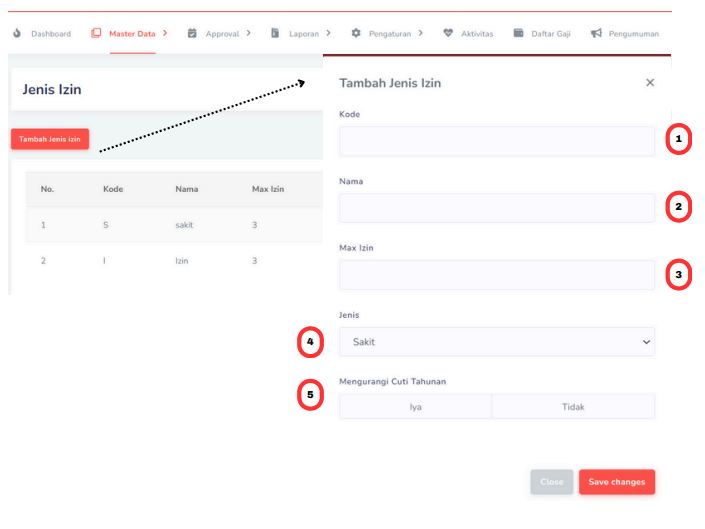 Dashboard Master Data > Approval > Laporan > Pengaturan > Aktivitas Daftar Gaji Pengumuman
Jenis Izin
Tambah Jenis Izin
No. Kode Nama Max Izin
1 S sakit 3
2 I Izin 3
Tambah Jenis Izin ×
Kode
1
Nama
2
Max Izin
3
Jenis
4 Sakit
Mengurangi Cuti Tahunan
5 Iya Tidak
Close Save changes